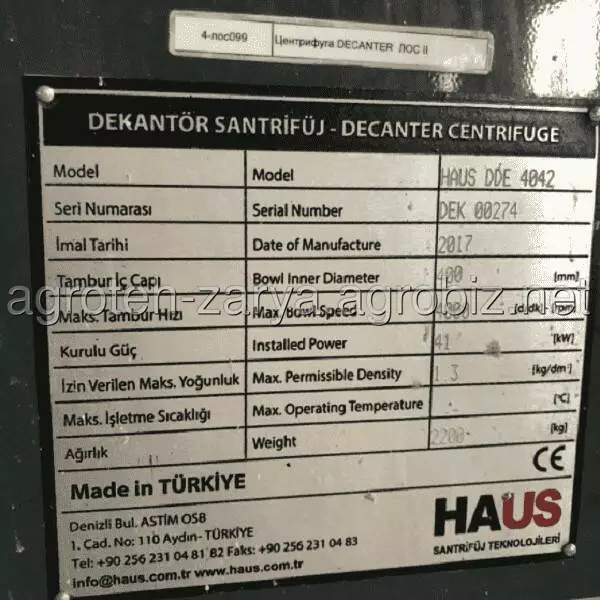 4-лос099 Центрифуга DECANTER ЛОС II
DEKANTÖR SANTRİFÜJ - DECANTER CENTRIFUGE
Model Model HAUS DDE 4042
Seri Numarası Serial Number DEK 00274
İmal Tarihi Date of Manufacture 2017
Tambur İç Çapı Bowl Inner Diameter 400 [mm]
agroten-zarya.agrobiz.net
Maks. Tambur Hızı Max. Bowl Speed [d/dk] - [rpm]
Kurulu Güç Installed Power 41 [kW]
İzin Verilen Maks. Yoğunluk Max. Permissible Density 1.3 [kg/dm³]
Maks. İşletme Sıcaklığı Max. Operating Temperature [°C]
Ağırlık Weight 2200 [kg]
Made in TÜRKİYE
CE
Denizli Bul. ASTİM OSB
1. Cad. No: 110 Aydın- TÜRKİYE
Tel: +90 256 231 04 81 82 Faks: +90 256 231 04 83
info@haus.com.tr www.haus.com.tr
HAUS
SANTRİFÜJ TEKNOLOJİLERİ